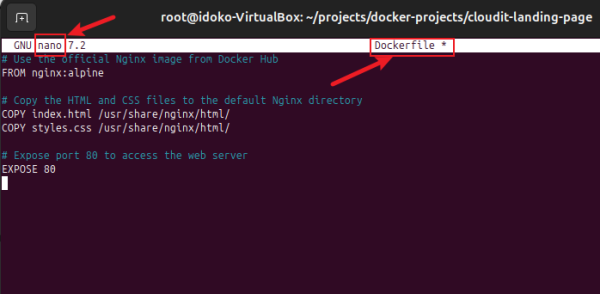 root@idoko-VirtualBox: ~/projects/docker-projects/cloudit-landing-page
GNU nano 7.2 Dockerfile *
# Use the official Nginx image from Docker Hub
FROM nginx:alpine
# Copy the HTML and CSS files to the default Nginx directory
COPY index.html /usr/share/nginx/html/
COPY styles.css /usr/share/nginx/html/
# Expose port 80 to access the web server
EXPOSE 80